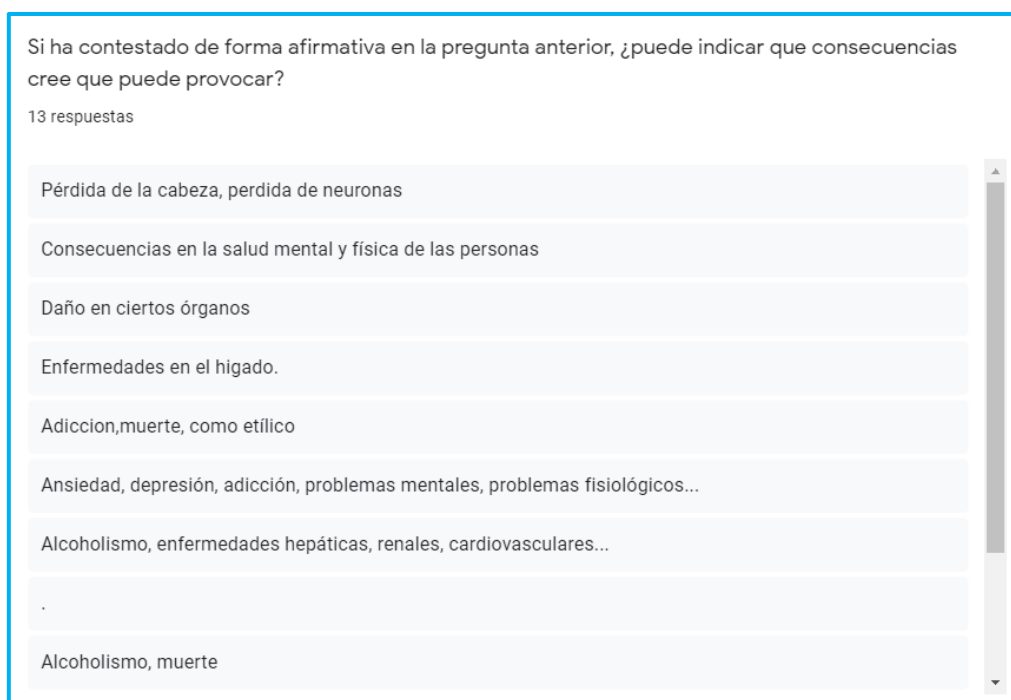 Si ha contestado de forma afirmativa en la pregunta anterior, ¿puede indicar que consecuencias
cree que puede provocar?
13 respuestas
Pérdida de la cabeza, perdida de neuronas
Consecuencias en la salud mental y física de las personas
Daño en ciertos órganos
Enfermedades en el higado.
Adiccion,muerte, como etílico
Ansiedad, depresión, adicción, problemas mentales, problemas fisiológicos...
Alcoholismo, enfermedades hepáticas, renales, cardiovasculares...
.
Alcoholismo, muerte